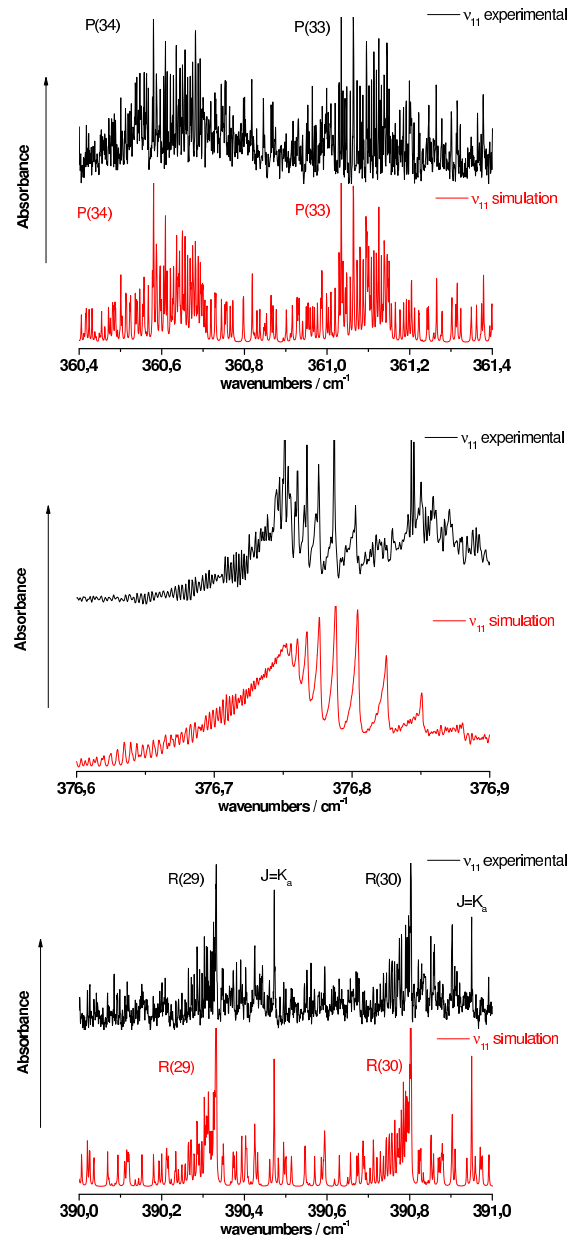 ν11 experimental
P(34) P(33)
Absorbance
P(34) P(33)
ν11 simulation
360,4 360,6 360,8 361,0 361,2 361,4
wavenumbers / cm-1
ν11 experimental
Absorbance
ν11 simulation
376,6 376,7 376,8 376,9
wavenumbers / cm-1
ν11 experimental
R(29) J=Ka R(30) J=Ka
Absorbance
ν11 simulation
R(29) R(30)
390,0 390,2 390,4 390,6 390,8 391,0
wavenumbers / cm-1